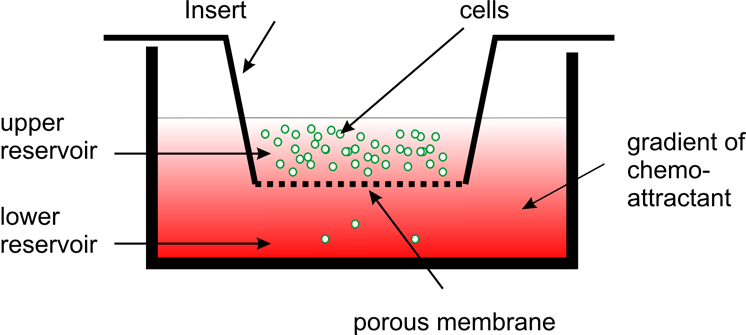 Insert
cells
upper
reservoir
gradient of
chemo-
attractant
lower
reservoir
porous membrane